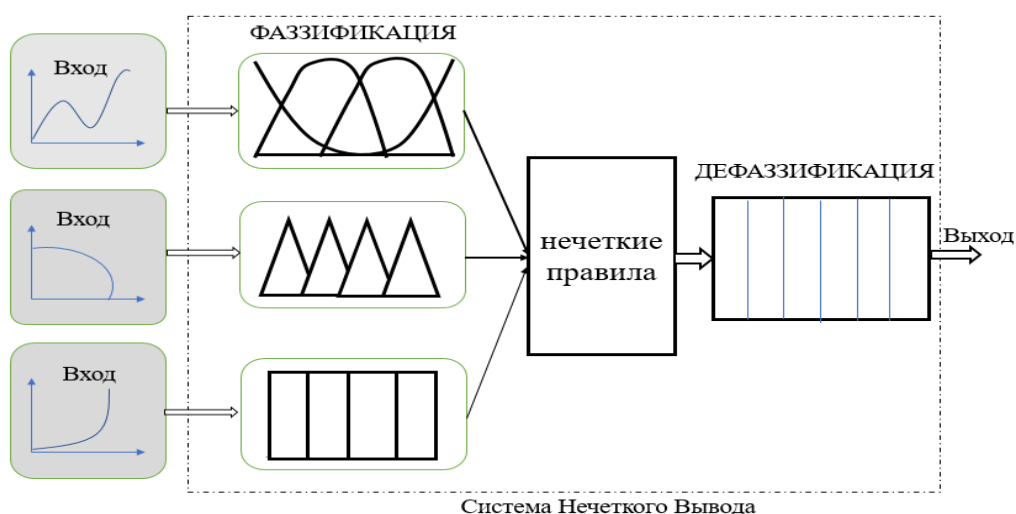 ФАЗЗИФИКАЦИЯ
Вход
Вход
Вход
нечеткие
правила
ДЕФАЗЗИФИКАЦИЯ
Выход
Система Нечеткого Вывода